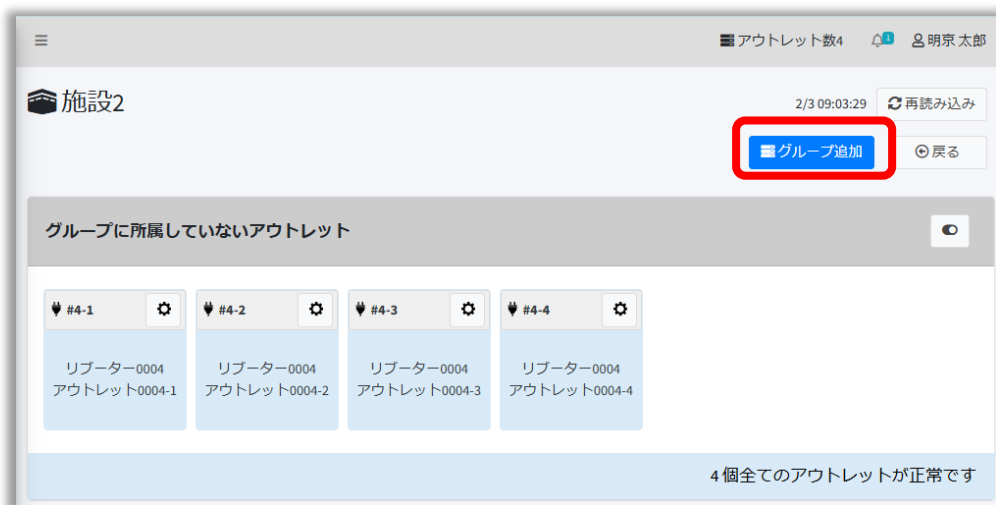 アウトレット数4 1 明京 太郎
施設2
2/3 09:03:29 再読み込み
グループ追加 戻る
グループに所属していないアウトレット
#4-1 #4-2 #4-3 #4-4
リブーター0004 リブーター0004 リブーター0004 リブーター0004
アウトレット0004-1 アウトレット0004-2 アウトレット0004-3 アウトレット0004-4
4個全てのアウトレットが正常です